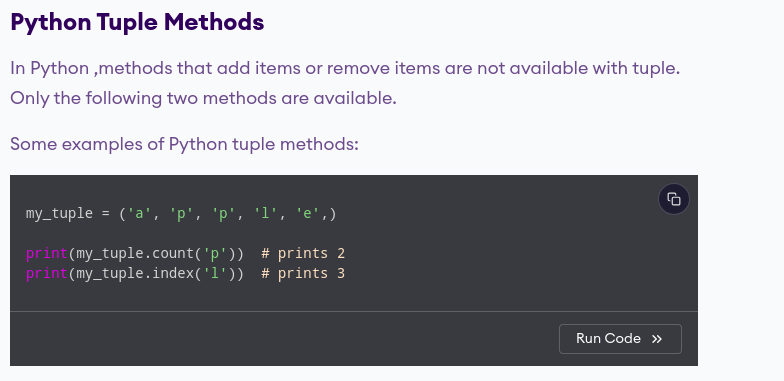 Python Tuple Methods
In Python ,methods that add items or remove items are not available with tuple.
Only the following two methods are available.
Some examples of Python tuple methods:
my_tuple = ('a', 'p', 'p', 'l', 'e',)
print(my_tuple.count('p'))  # prints 2
print(my_tuple.index('l'))  # prints 3
Run Code